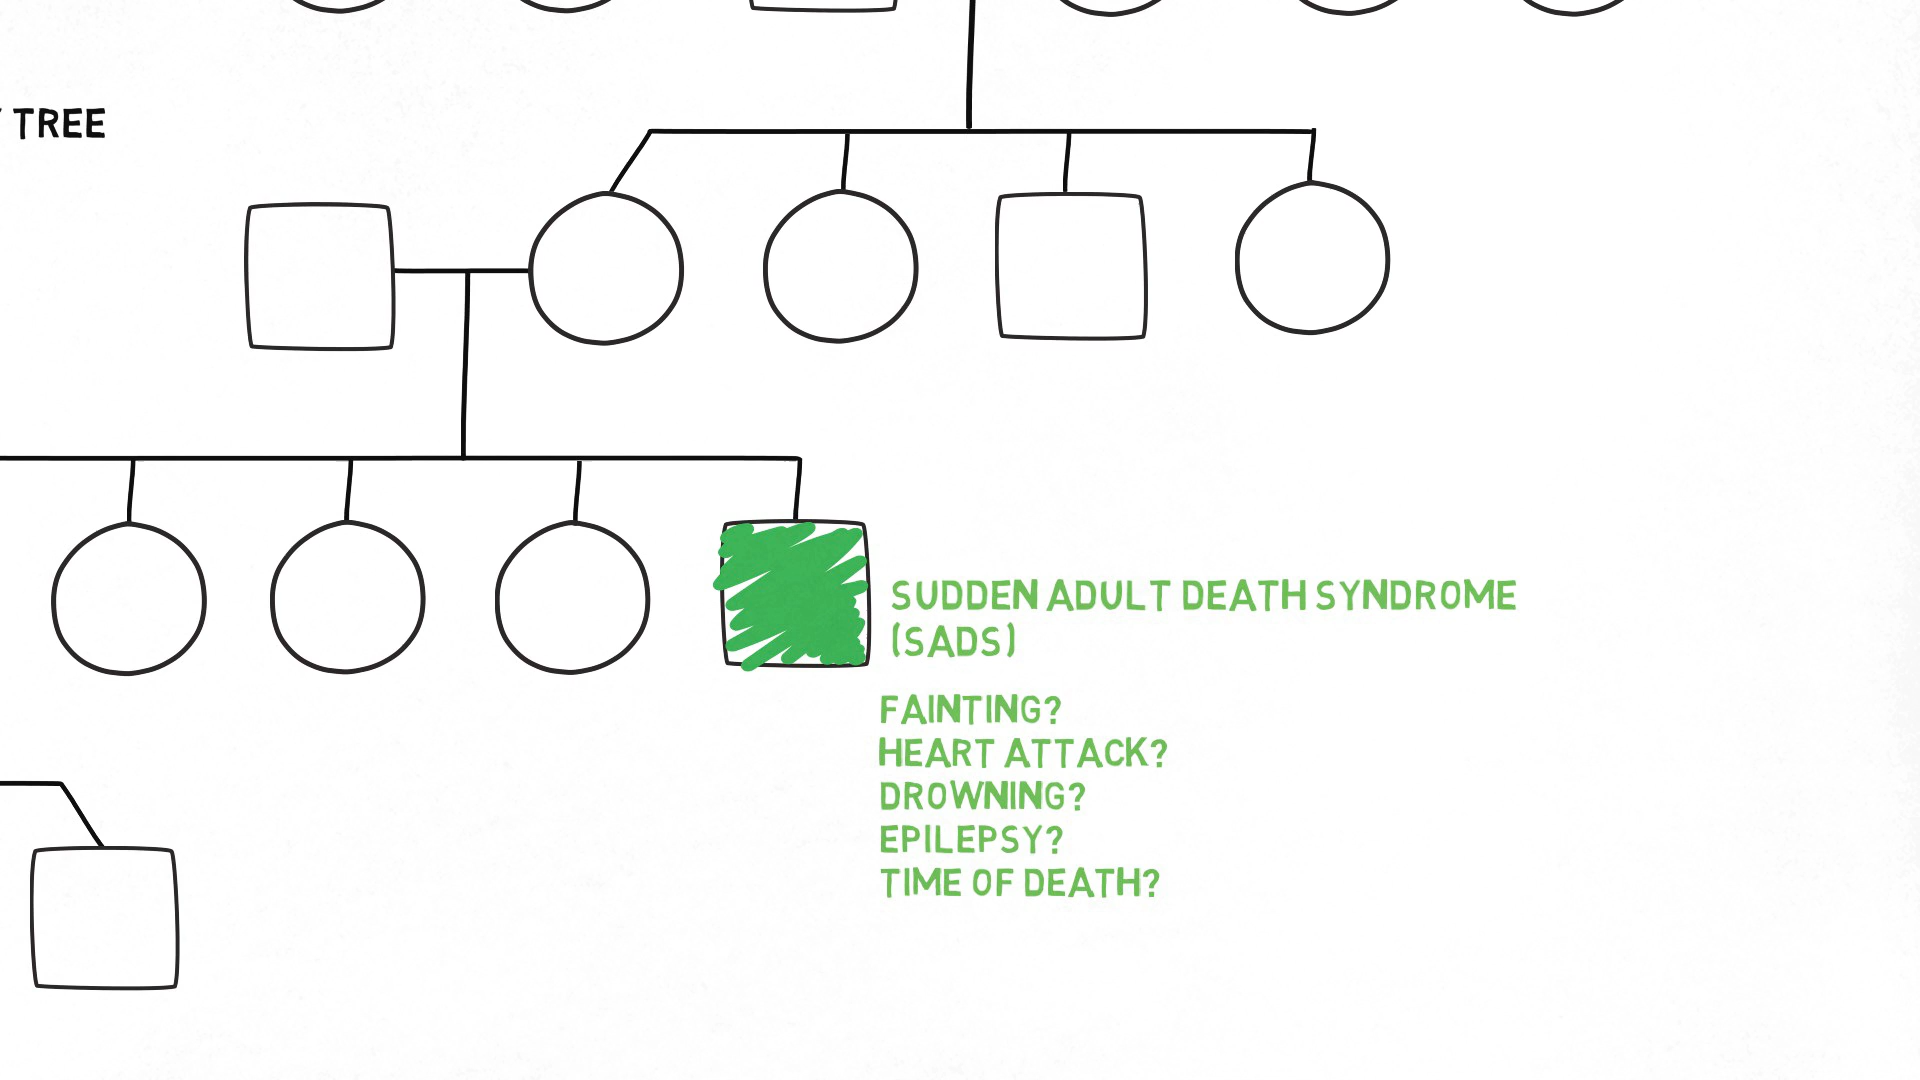 TREE
SUDDEN ADULT DEATH SYNDROME
(SADS)
FAINTING?
HEART ATTACK?
DROWNING?
EPILEPSY?
TIME OF DEATH?